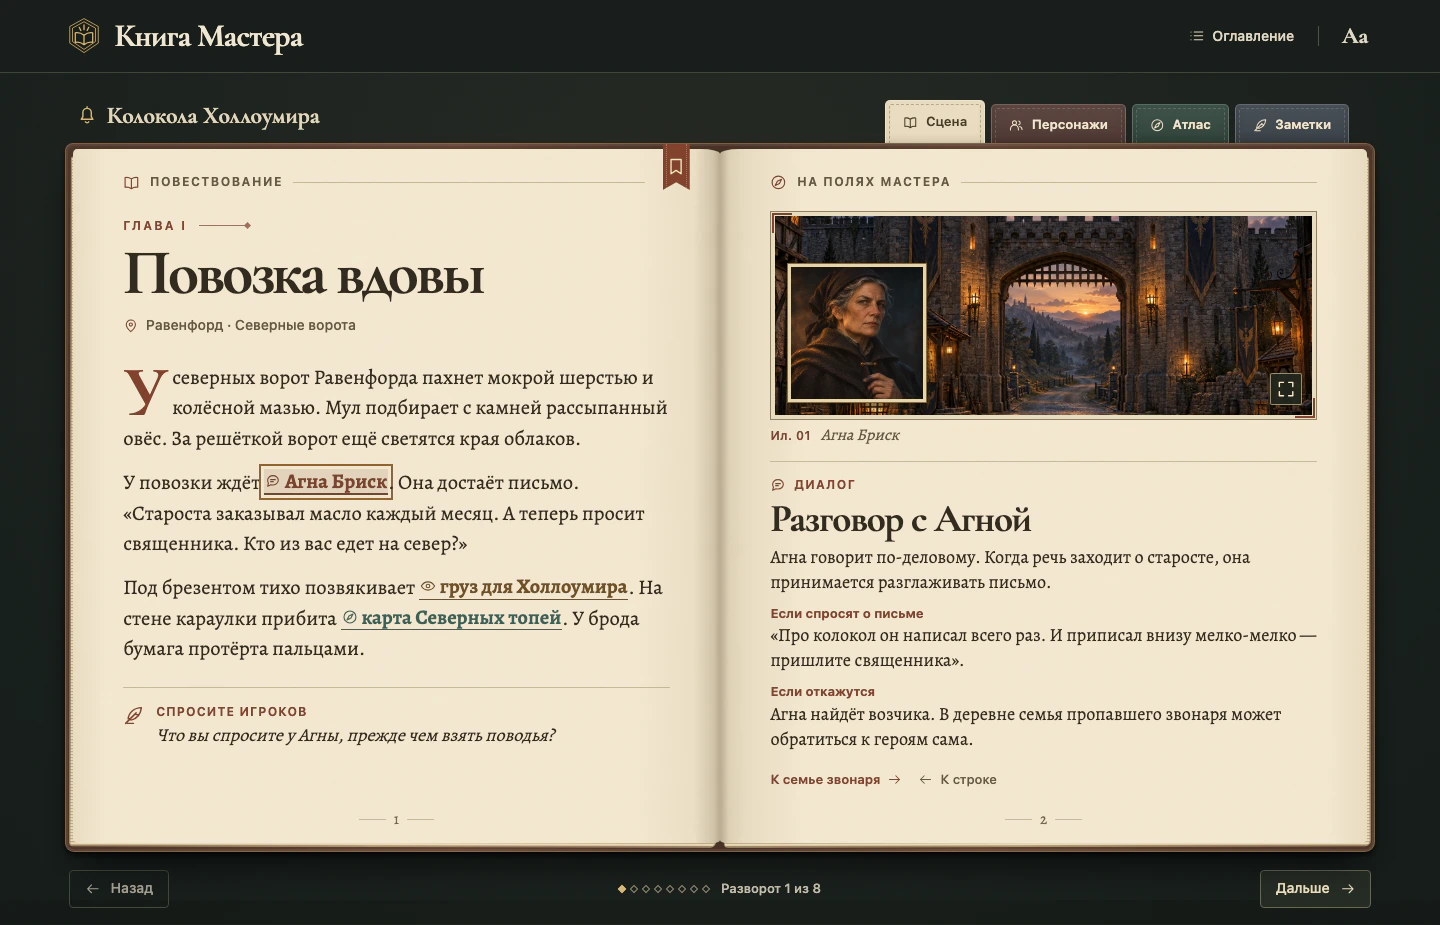 Книга Мастера
Оглавление
Aa
Колокола Холлоумира
Сцена
Персонажи
Атлас
Заметки
ПОВЕСТВОВАНИЕ
ГЛАВА I
Повозка вдовы
Равенфорд · Северные ворота
У северных ворот Равенфорда пахнет мокрой шерстью и
колёсной мазью. Мул подбирает с камней рассыпанный
овёс. За решёткой ворот ещё светятся края облаков.
У повозки ждёт Агна Бриск. Она достаёт письмо.
«Староста заказывал масло каждый месяц. А теперь просит
священника. Кто из вас едет на север?»
Под брезентом тихо позвякивает груз для Холлоумира. На
стене караулки прибита карта Северных топей. У брода
бумага протёрта пальцами.
СПРОСИТЕ ИГРОКОВ
Что вы спросите у Агны, прежде чем взять поводья?
1
НА ПОЛЯХ МАСТЕРА
Ил. 01 Агна Бриск
ДИАЛОГ
Разговор с Агной
Агна говорит по-деловому. Когда речь заходит о старосте, она
принимается разглаживать письмо.
Если спросят о письме
«Про колокол он написал всего раз. И приписал внизу мелко-мелко —
пришлите священника».
Если откажутся
Агна найдёт возчика. В деревне семья пропавшего звонаря может
обратиться к героям сама.
К семье звонаря → ← К строке
2
← Назад
Разворот 1 из 8
Дальше →